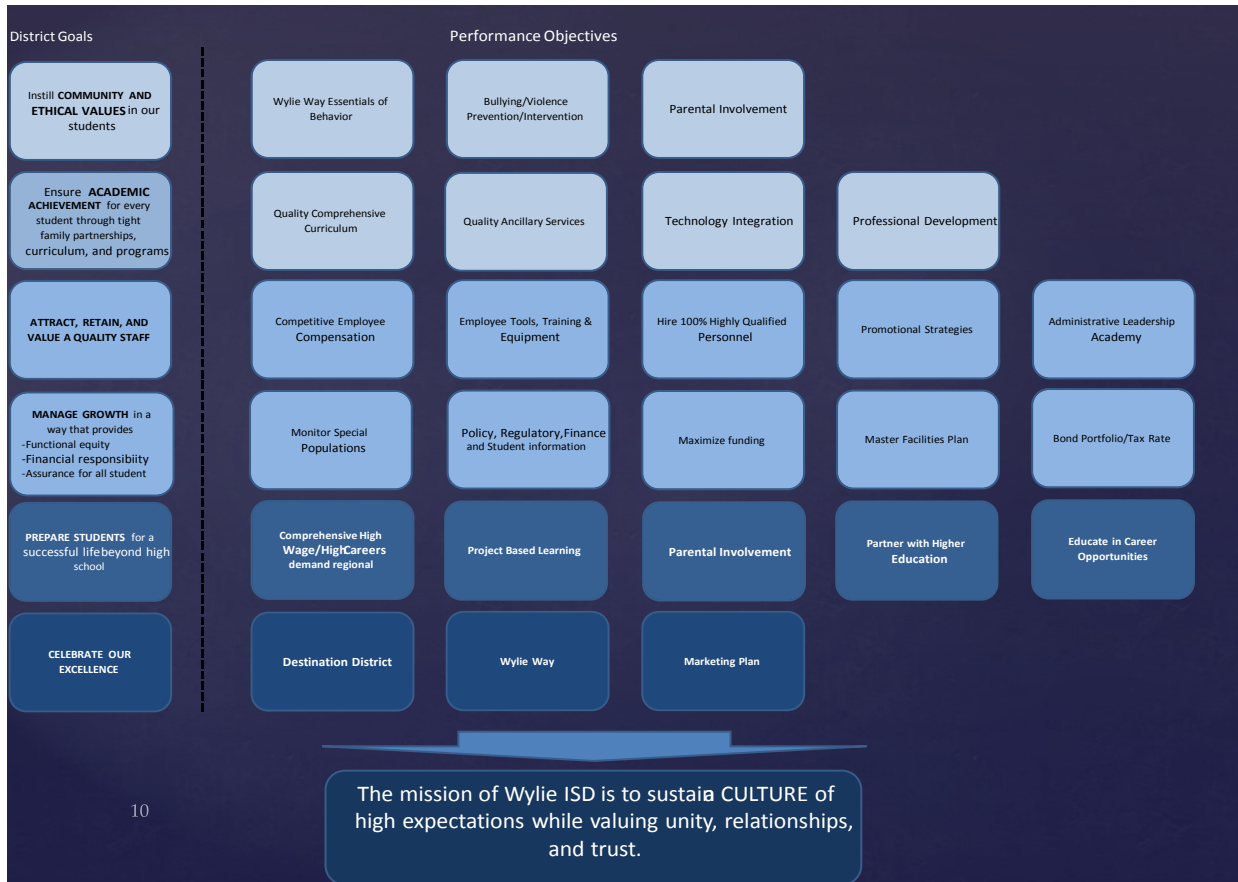 District Goals
Performance Objectives
Instill COMMUNITY AND
ETHICAL VALUES in our
students
Wylie Way Essentials of
Behavior
Bullying/Violence
Prevention/Intervention
Parental Involvement
Ensure ACADEMIC
ACHIEVEMENT for every
student through tight
family partnerships,
curriculum, and programs
Quality Comprehensive
Curriculum
Quality Ancillary Services
Technology Integration
Professional Development
ATTRACT, RETAIN, AND
VALUE A QUALITY STAFF
Competitive Employee
Compensation
Employee Tools, Training &
Equipment
Hire 100% Highly Qualified
Personnel
Promotional Strategies
Administrative Leadership
Academy
MANAGE GROWTH in a
way that provides
-Functional equity
-Financial responsibiity
-Assurance for all student
Monitor Special
Populations
Policy, Regulatory,Finance
and Student information
Maximize funding
Master Facilities Plan
Bond Portfolio/Tax Rate
PREPARE STUDENTS for a
successful life beyond high
school
Comprehensive High
Wage/HighCareers
demand regional
Project Based Learning
Parental Involvement
Partner with Higher
Education
Educate in Career
Opportunities
CELEBRATE OUR
EXCELLENCE
Destination District
Wylie Way
Marketing Plan
The mission of Wylie ISD is to sustain a CULTURE of
high expectations while valuing unity, relationships,
and trust.
10